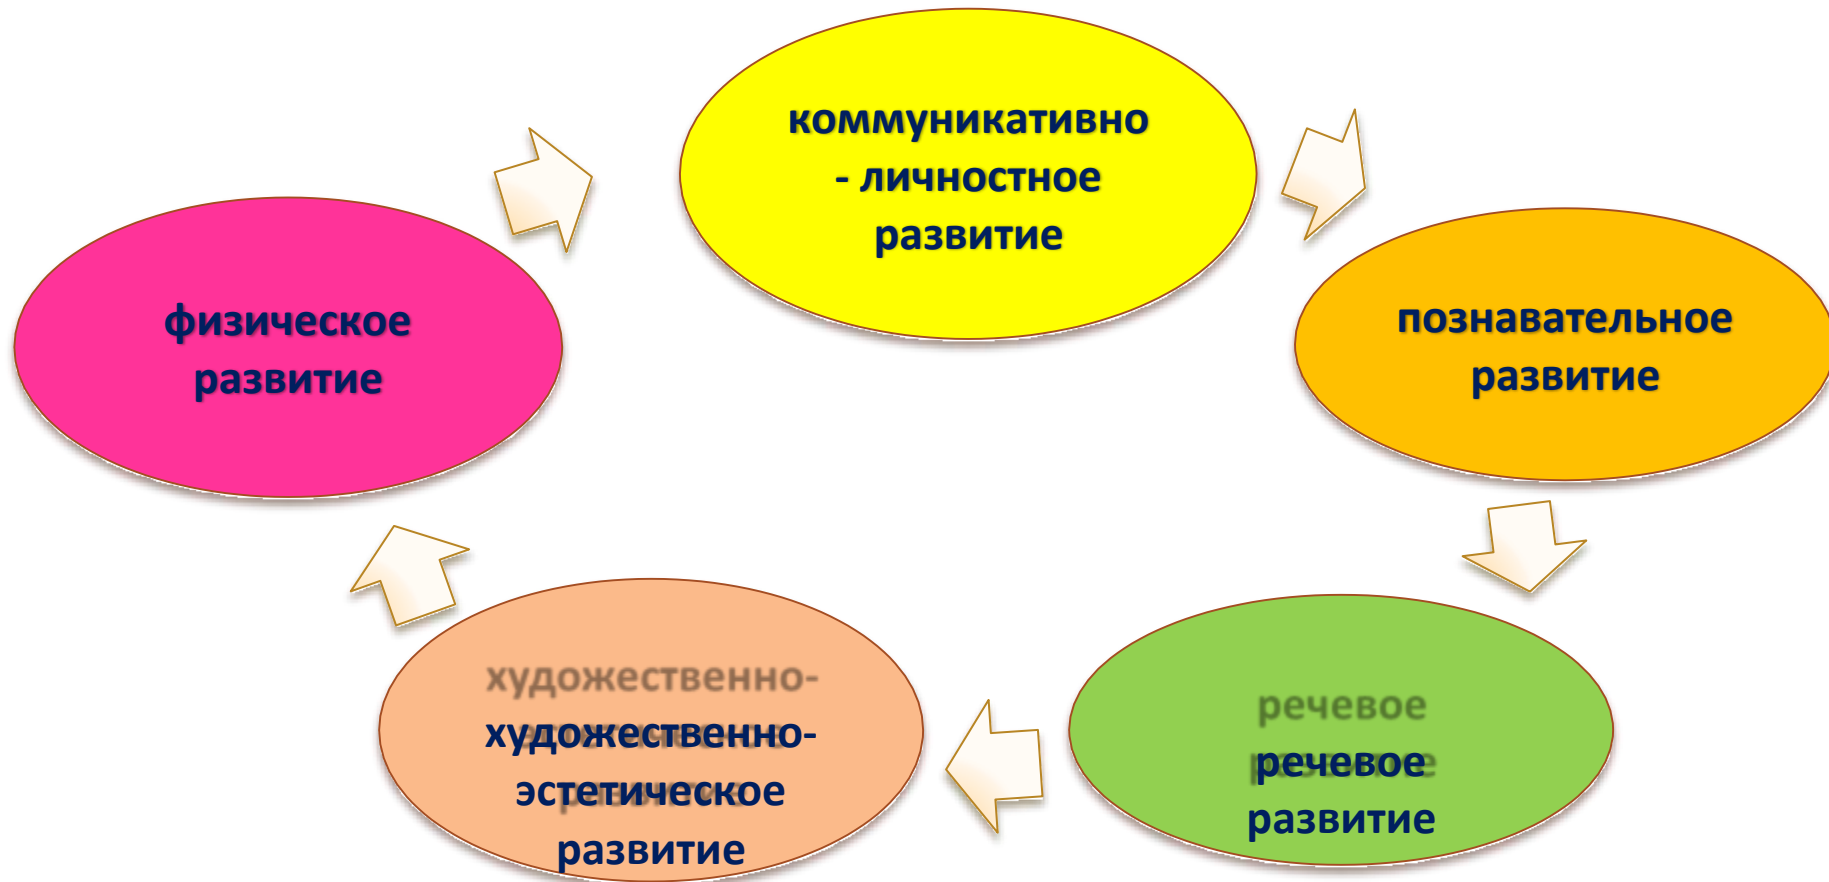 коммуникативно
- личностное
развитие
физическое
развитие
познавательное
развитие
художественно-
художественно-
эстетическое
развитие
речевое
речевое
развитие